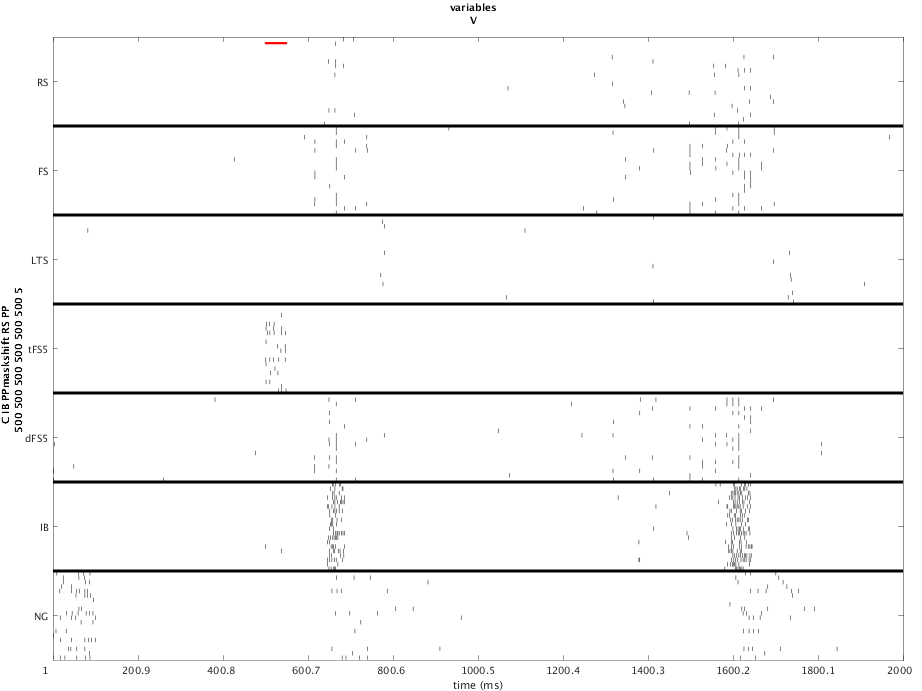 variables
V
RS
FS
LTS
tFS5
dFS5
IB
NG
C IB PPmaskshift RS PP
500 500 500 500 500 500 5
1
200.9
400.8
600.7
800.6
1000.5
1200.4
1400.3
1600.2
1800.1
2000
time (ms)